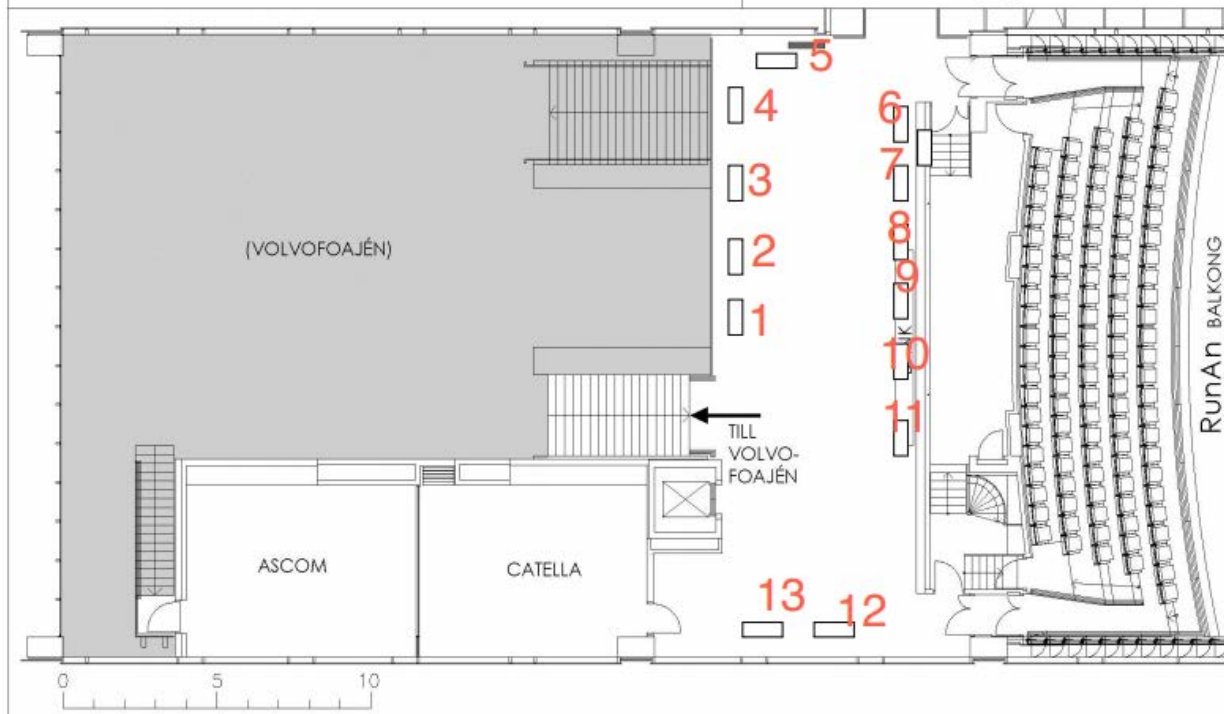 5
4
6
3
7
2
8
(VOLVOFOAJÉN)
9
1
10
11
TILL
VOLVO-
FOAJÉN
RunAn BALKONG
ASCOM
CATELLA
13
12
0 5 10